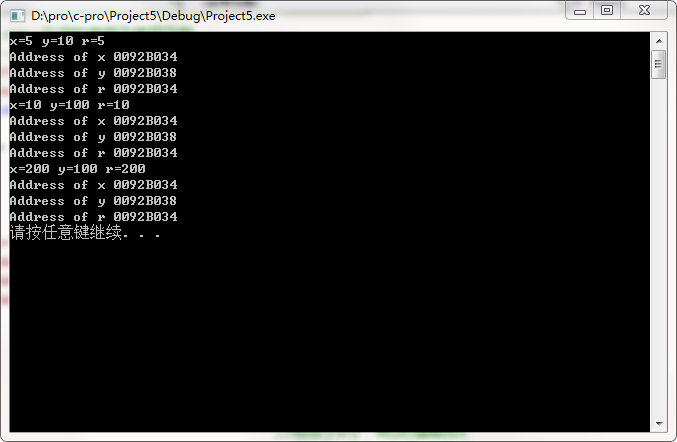 D:\pro\c-pro\Project5\Debug\Project5.exe
x=5 y=10 r=5
Address of x 0092B034
Address of y 0092B038
Address of r 0092B034
x=10 y=100 r=10
Address of x 0092B034
Address of y 0092B038
Address of r 0092B034
x=200 y=100 r=200
Address of x 0092B034
Address of y 0092B038
Address of r 0092B034
请按任意键继续. . .